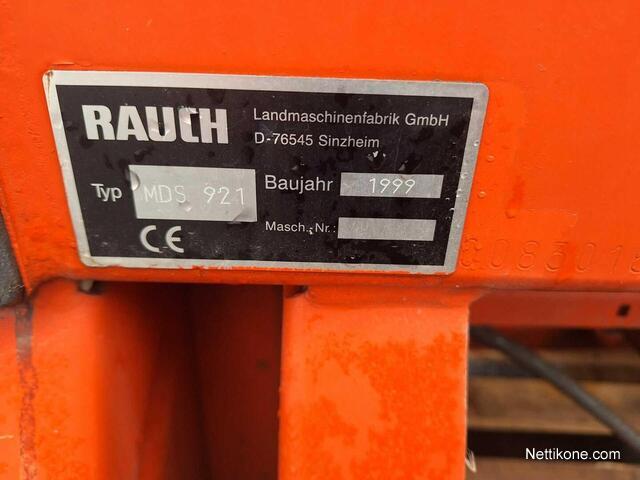 RAUCH
Landmaschinenfabrik GmbH
D-76545 Sinzheim
Typ MDS 921
Baujahr 1999
Masch.-Nr.:
CE
Nettikone.com